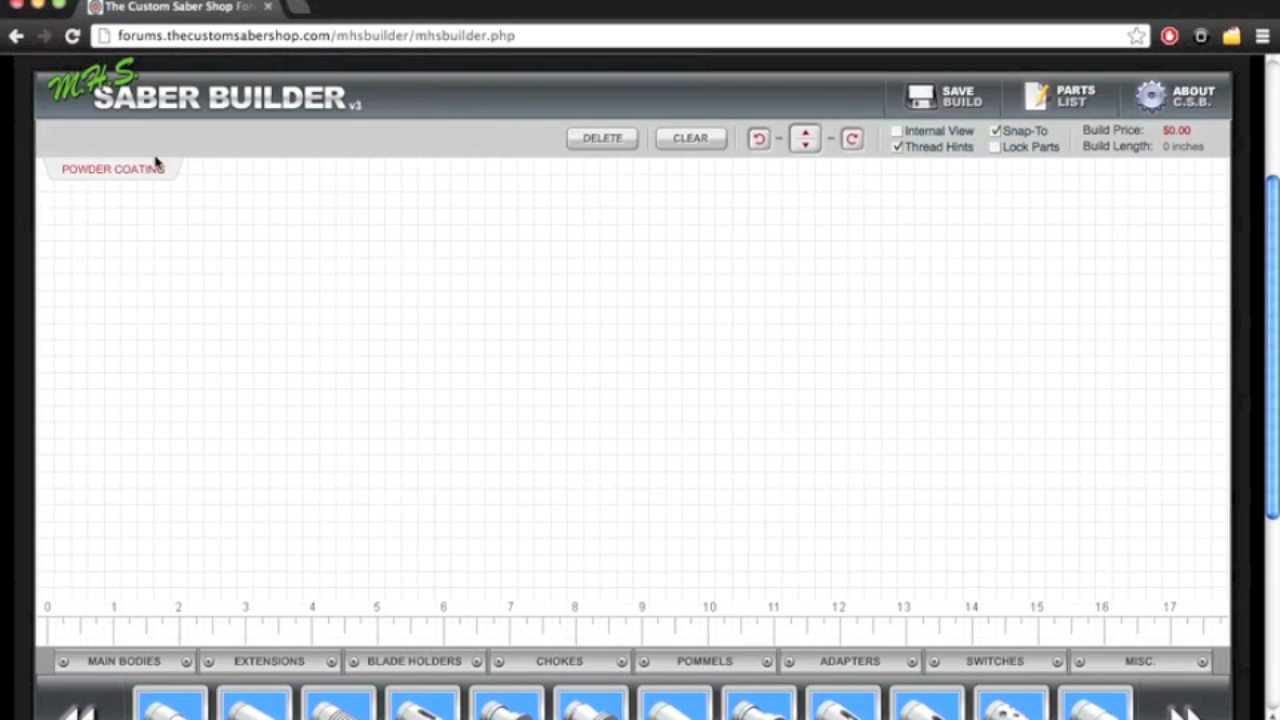 The Custom Saber Shop For
forums.thecustomsabershop.com/mhsbuilder/mhsbuilder.php
M.H.S.
SABER BUILDER v3
SAVE BUILD
PARTS LIST
ABOUT C.S.B.
DELETE
CLEAR
Internal View
Snap-To
Build Price: $0.00
Thread Hints
Lock Parts
Build Length: 0 inches
POWDER COATING
0 1 2 3 4 5 6 7 8 9 10 11 12 13 14 15 16 17
MAIN BODIES
EXTENSIONS
BLADE HOLDERS
CHOKES
POMMELS
ADAPTERS
SWITCHES
MISC.